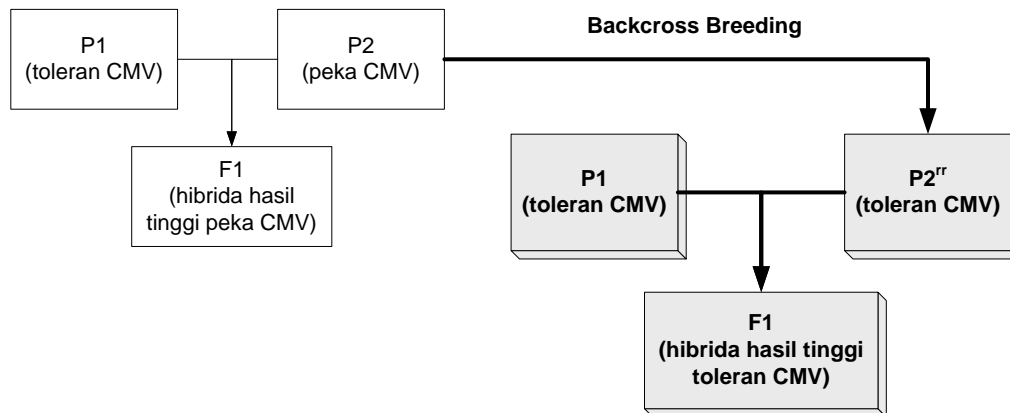 Backcross Breeding
P1
(toleran CMV)
P2
(peka CMV)
F1
(hibrida hasil
tinggi peka CMV)
P1
(toleran CMV)
P2rr
(toleran CMV)
F1
(hibrida hasil tinggi
toleran CMV)